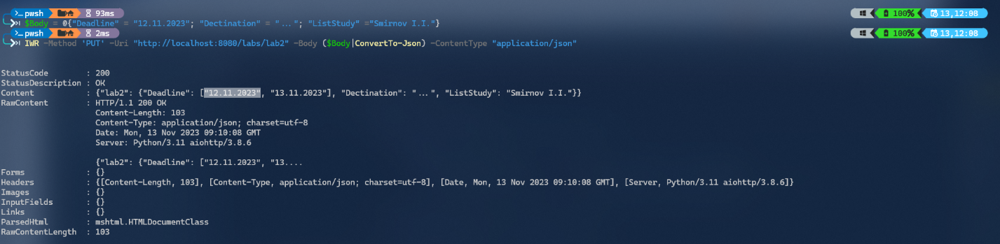 pwsh 93ms 100% 13,12:08
$Body = @{"Deadline" = "12.11.2023"; "Dectination" = "..."; "ListStudy" ="Smirnov I.I."}
pwsh 2ms 100% 13,12:08
IWR -Method 'PUT' -Uri "http://localhost:8080/labs/lab2" -Body ($Body|ConvertTo-Json) -ContentType "application/json"
StatusCode : 200
StatusDescription : OK
Content : {"lab2": {"Deadline": ["12.11.2023", "13.11.2023"], "Dectination": "...", "ListStudy": "Smirnov I.I."}}
RawContent : HTTP/1.1 200 OK
Content-Length: 103
Content-Type: application/json; charset=utf-8
Date: Mon, 13 Nov 2023 09:10:08 GMT
Server: Python/3.11 aiohttp/3.8.6
{"lab2": {"Deadline": ["12.11.2023", "13....
Forms : {}
Headers : {[Content-Length, 103], [Content-Type, application/json; charset=utf-8], [Date, Mon, 13 Nov 2023 09:10:08 GMT], [Server, Python/3.11 aiohttp/3.8.6]}
Images : {}
InputFields : {}
Links : {}
ParsedHtml : mshtml.HTMLDocumentClass
RawContentLength : 103